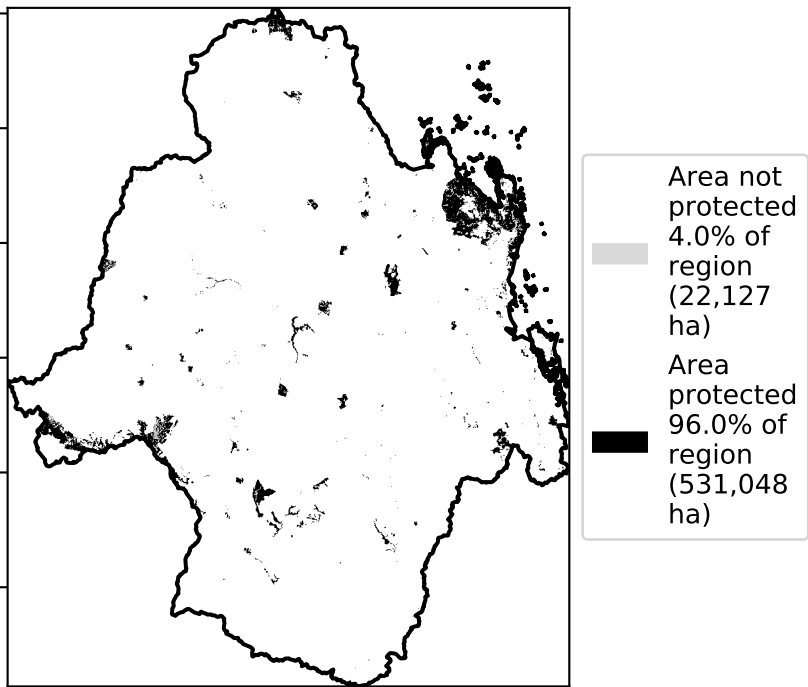 Area not
protected
4.0% of
region
(22,127
ha)
Area
protected
96.0% of
region
(531,048
ha)